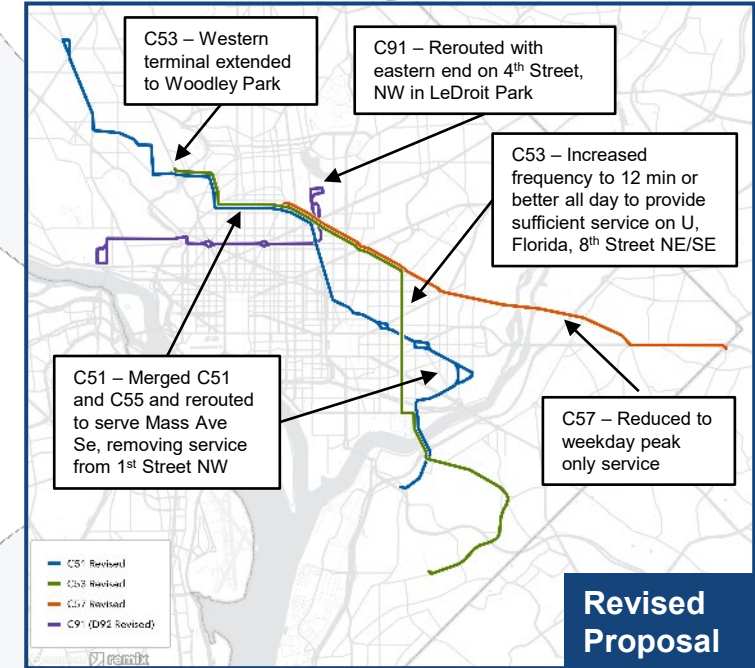 C53 – Western
terminal extended
to Woodley Park
C91 – Rerouted with
eastern end on 4th Street,
NW in LeDroit Park
C53 – Increased
frequency to 12 min or
better all day to provide
sufficient service on U,
Florida, 8th Street NE/SE
C51 – Merged C51
and C55 and rerouted
to serve Mass Ave
Se, removing service
from 1st Street NW
C57 – Reduced to
weekday peak
only service
C51 Revised
C53 Revised
C57 Revised
C91 (D92 Revised)
remix
Revised
Proposal